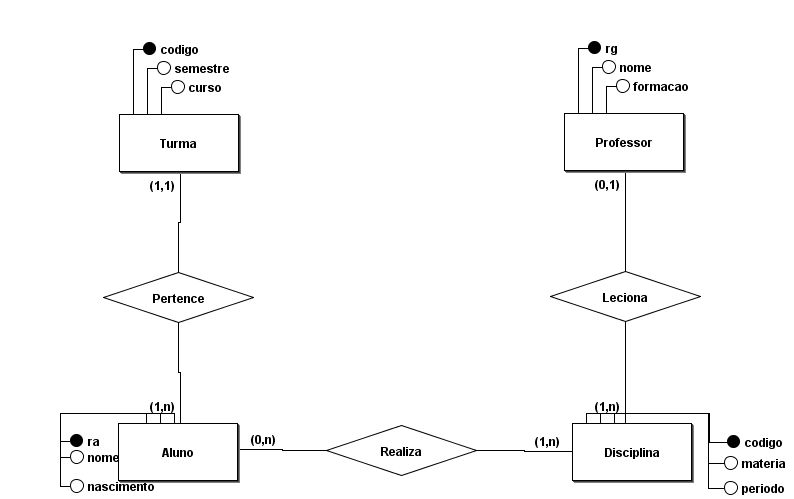 codigo
semestre
curso
Turma
(1,1)
rg
nome
formacao
Professor
(0,1)
Pertence
Leciona
(1,n)
ra
nome
nascimento
Aluno
(0,n)
Realiza
(1,n)
(1,n)
Disciplina
codigo
materia
periodo